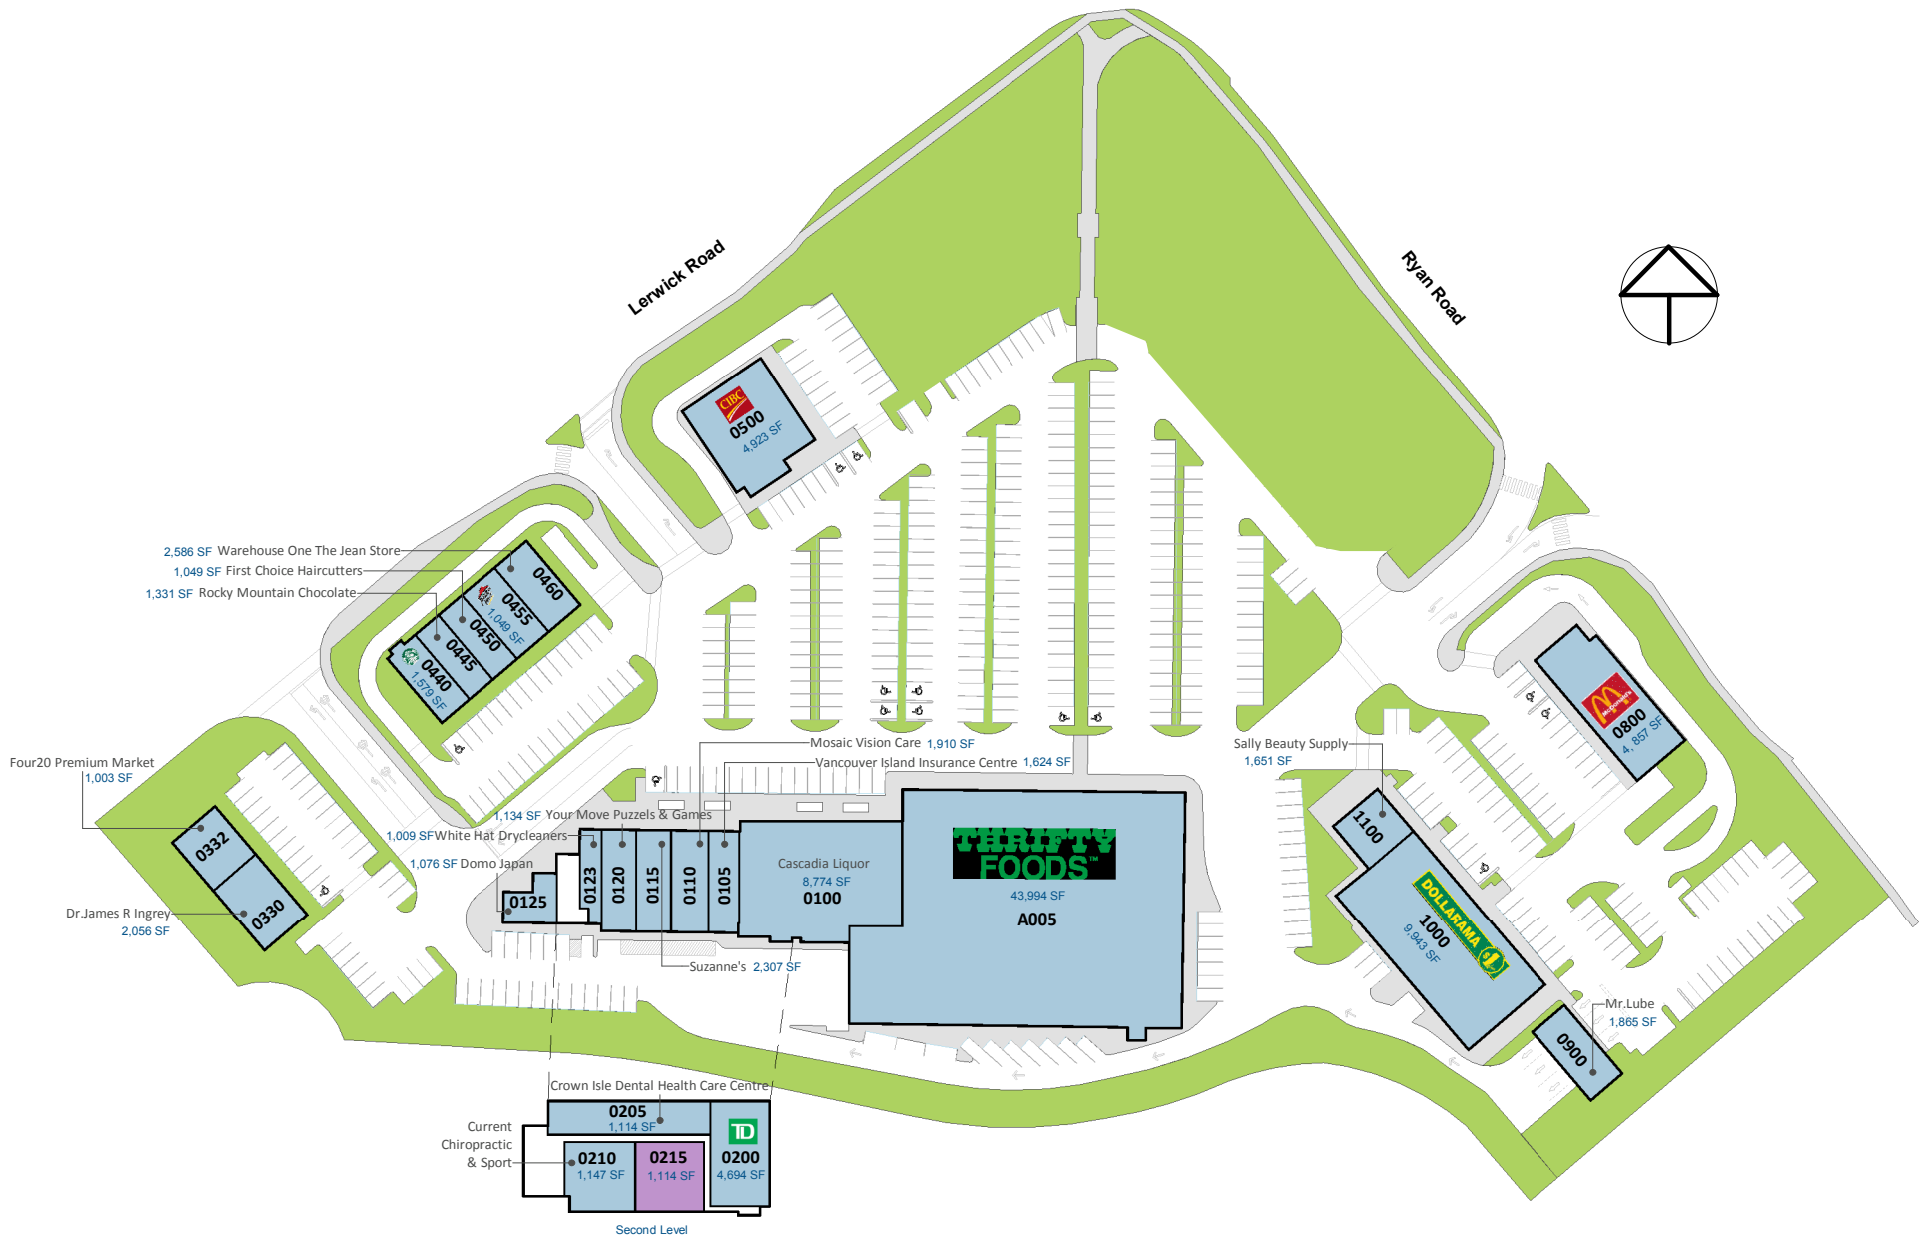 Lerwick Road
Ryan Road
CIBC
0500
4,923 SF
2,586 SF Warehouse One The Jean Store
1,049 SF First Choice Haircutters
1,331 SF Rocky Mountain Chocolate
0460
0455
1,049 SF
0450
0445
0440
1,579 SF
McDonald's
0800
4, 857 SF
Four20 Premium Market
1,003 SF
0332
0330
Dr.James R Ingrey
2,056 SF
Mosaic Vision Care 1,910 SF
Vancouver Island Insurance Centre 1,624 SF
1,134 SF Your Move Puzzels & Games
1,009 SF White Hat Drycleaners
1,076 SF Domo Japan
0125
0123
0120
0115
0110
0105
Cascadia Liquor
8,774 SF
0100
THRIFTY
FOODS™
43,994 SF
A005
Suzanne's 2,307 SF
Sally Beauty Supply
1,651 SF
1100
DOLLARAMA
1000
9,943 SF
Mr.Lube
1,865 SF
0900
Crown Isle Dental Health Care Centre
0205
1,114 SF
TD
0200
4,694 SF
Current
Chiropractic
& Sport
0210
1,147 SF
0215
1,114 SF
Second Level